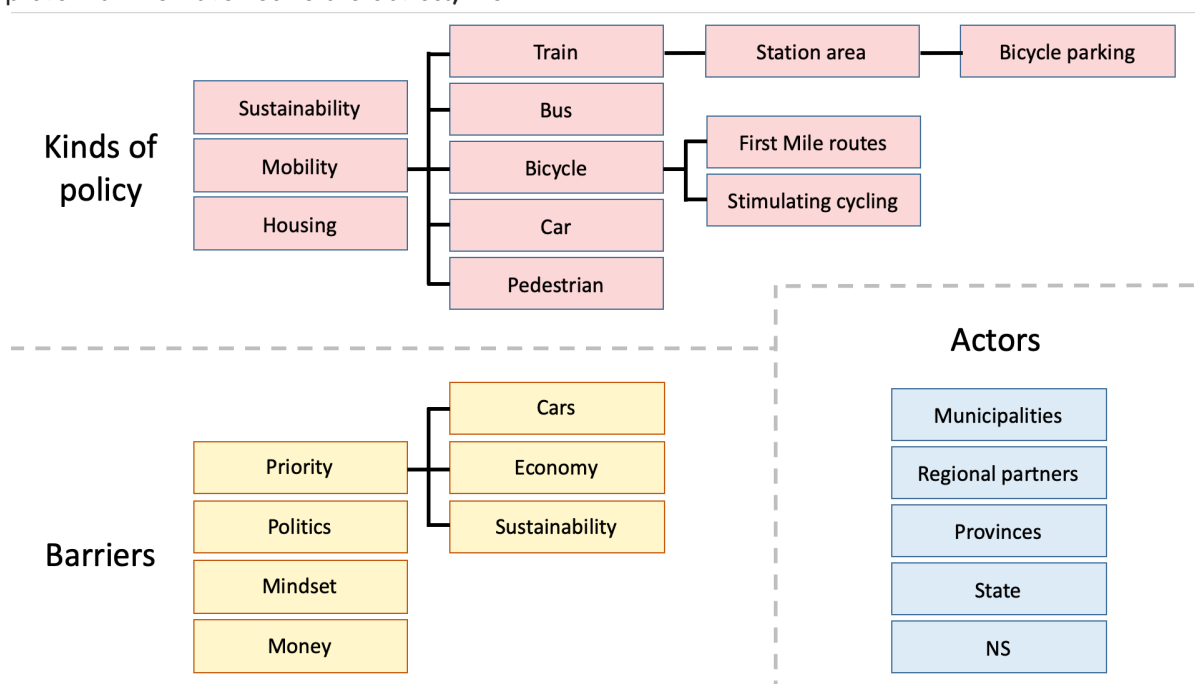 Train
Station area
Bicycle parking
Sustainability
Bus
Kinds of
policy
Mobility
Bicycle
First Mile routes
Stimulating cycling
Housing
Car
Pedestrian
Actors
Cars
Municipalities
Priority
Economy
Regional partners
Politics
Sustainability
Provinces
Barriers
Mindset
State
Money
NS